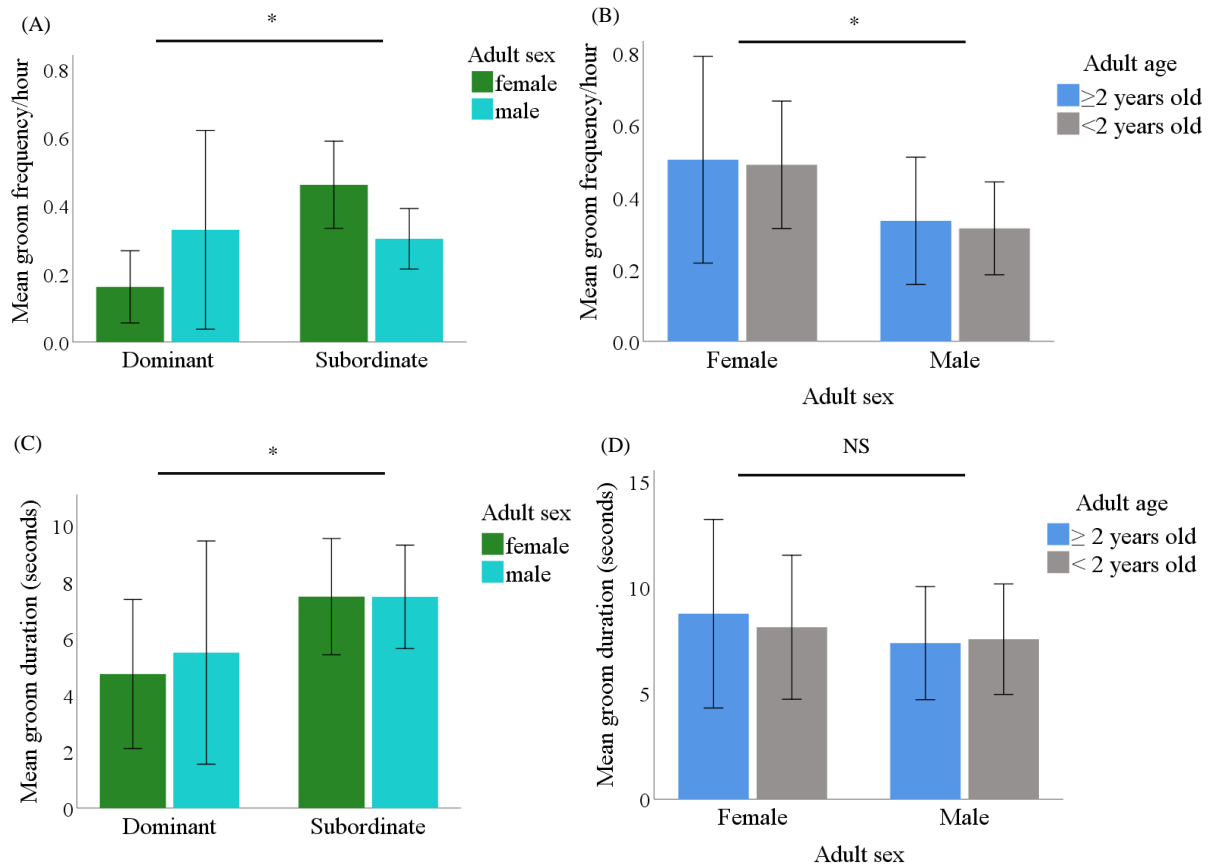 (A)
*
Adult sex
female
male
Mean groom frequency/hour
0.8
0.6
0.4
0.2
0.0
Dominant
Subordinate
(B)
*
Adult age
≥2 years old
<2 years old
Mean groom frequency/hour
0.8
0.6
0.4
0.2
0.0
Female
Male
Adult sex
(C)
*
Adult sex
female
male
Mean groom duration (seconds)
10
8
6
4
2
0
Dominant
Subordinate
(D)
NS
Adult age
≥ 2 years old
< 2 years old
Mean groom duration (seconds)
15
10
5
0
Female
Male
Adult sex